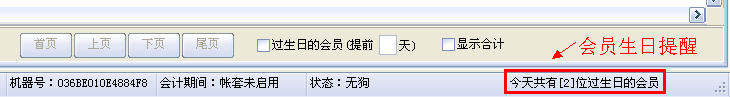 首页 上页 下页 尾页 过生日的会员(提前 天) 显示合计
会员生日提醒
机器号：036BE010E4884F8 会计期间：帐套未启用 状态：无狗 今天共有[2]位过生日的会员